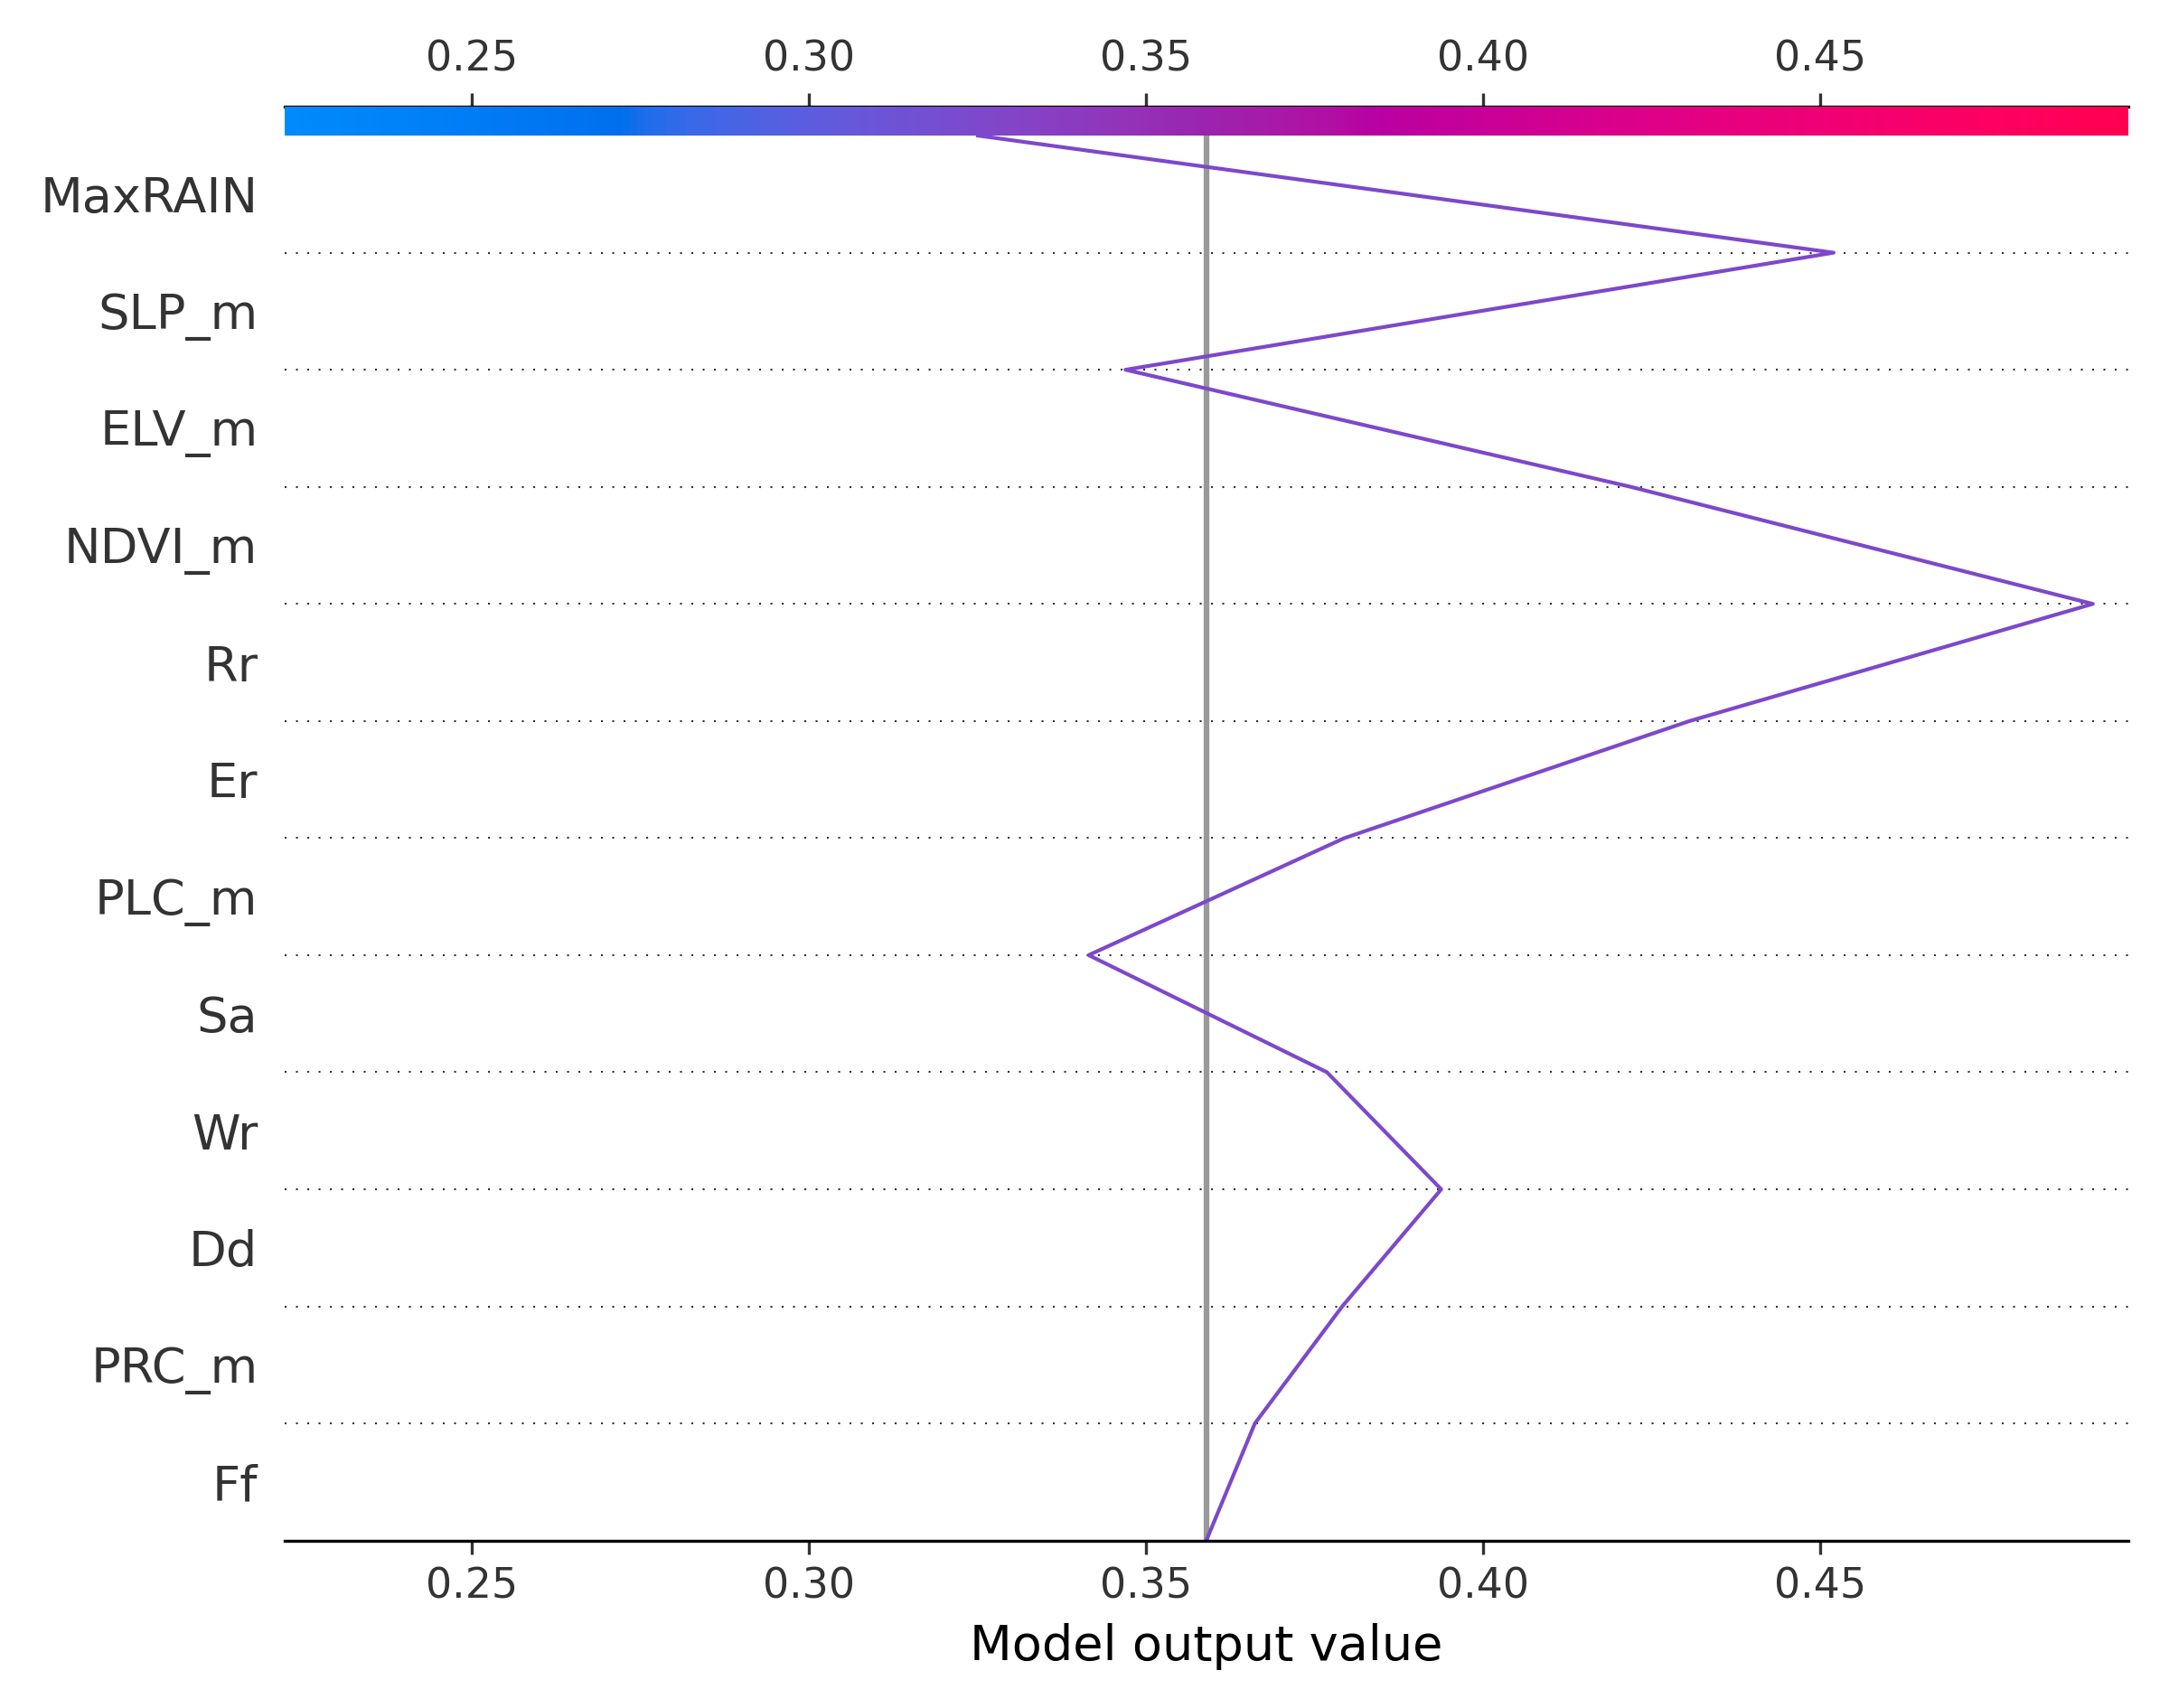 0.25 0.30 0.35 0.40 0.45
MaxRAIN
SLP_m
ELV_m
NDVI_m
Rr
Er
PLC_m
Sa
Wr
Dd
PRC_m
Ff
0.25 0.30 0.35 0.40 0.45
Model output value